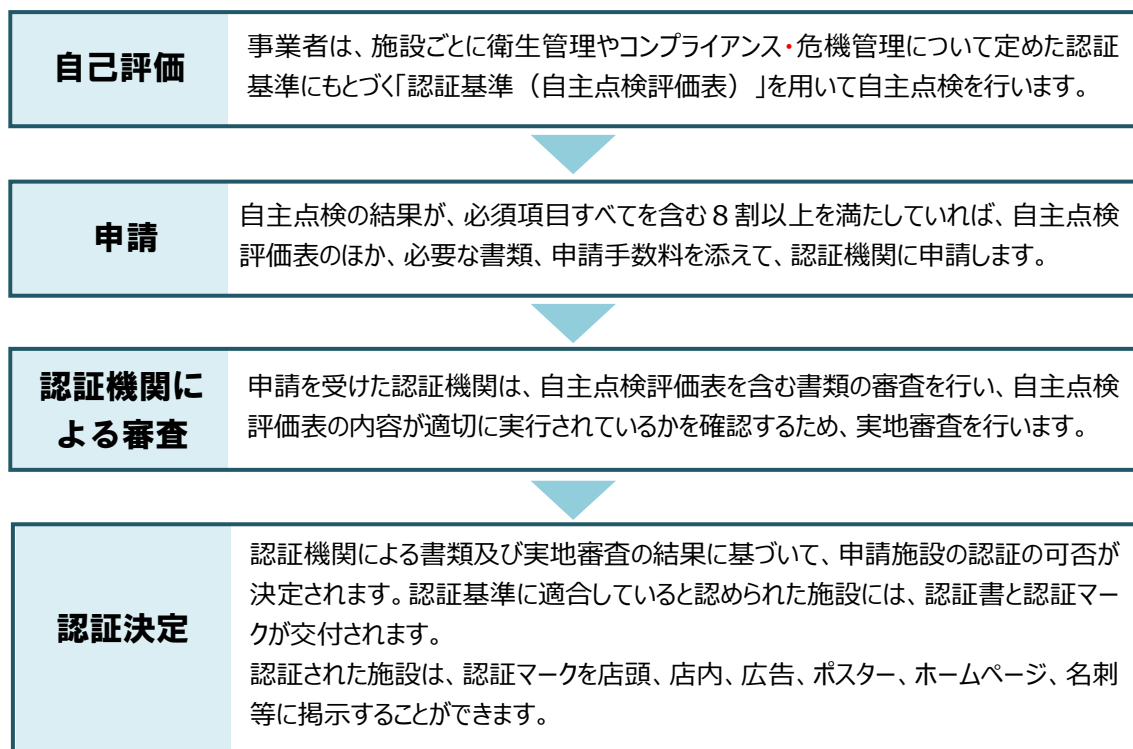 自己評価
事業者は、施設ごとに衛生管理やコンプライアンス・危機管理について定めた認証
基準にもとづく「認証基準（自主点検評価表）」を用いて自主点検を行います。
申請
自主点検の結果が、必須項目すべてを含む８割以上を満たしていれば、自主点検
評価表のほか、必要な書類、申請手数料を添えて、認証機関に申請します。
認証機関に
よる審査
申請を受けた認証機関は、自主点検評価表を含む書類の審査を行い、自主点検
評価表の内容が適切に実行されているかを確認するため、実地審査を行います。
認証決定
認証機関による書類及び実地審査の結果に基づいて、申請施設の認証の可否が
決定されます。認証基準に適合していると認められた施設には、認証書と認証マー
クが交付されます。
認証された施設は、認証マークを店頭、店内、広告、ポスター、ホームページ、名刺
等に掲示することができます。